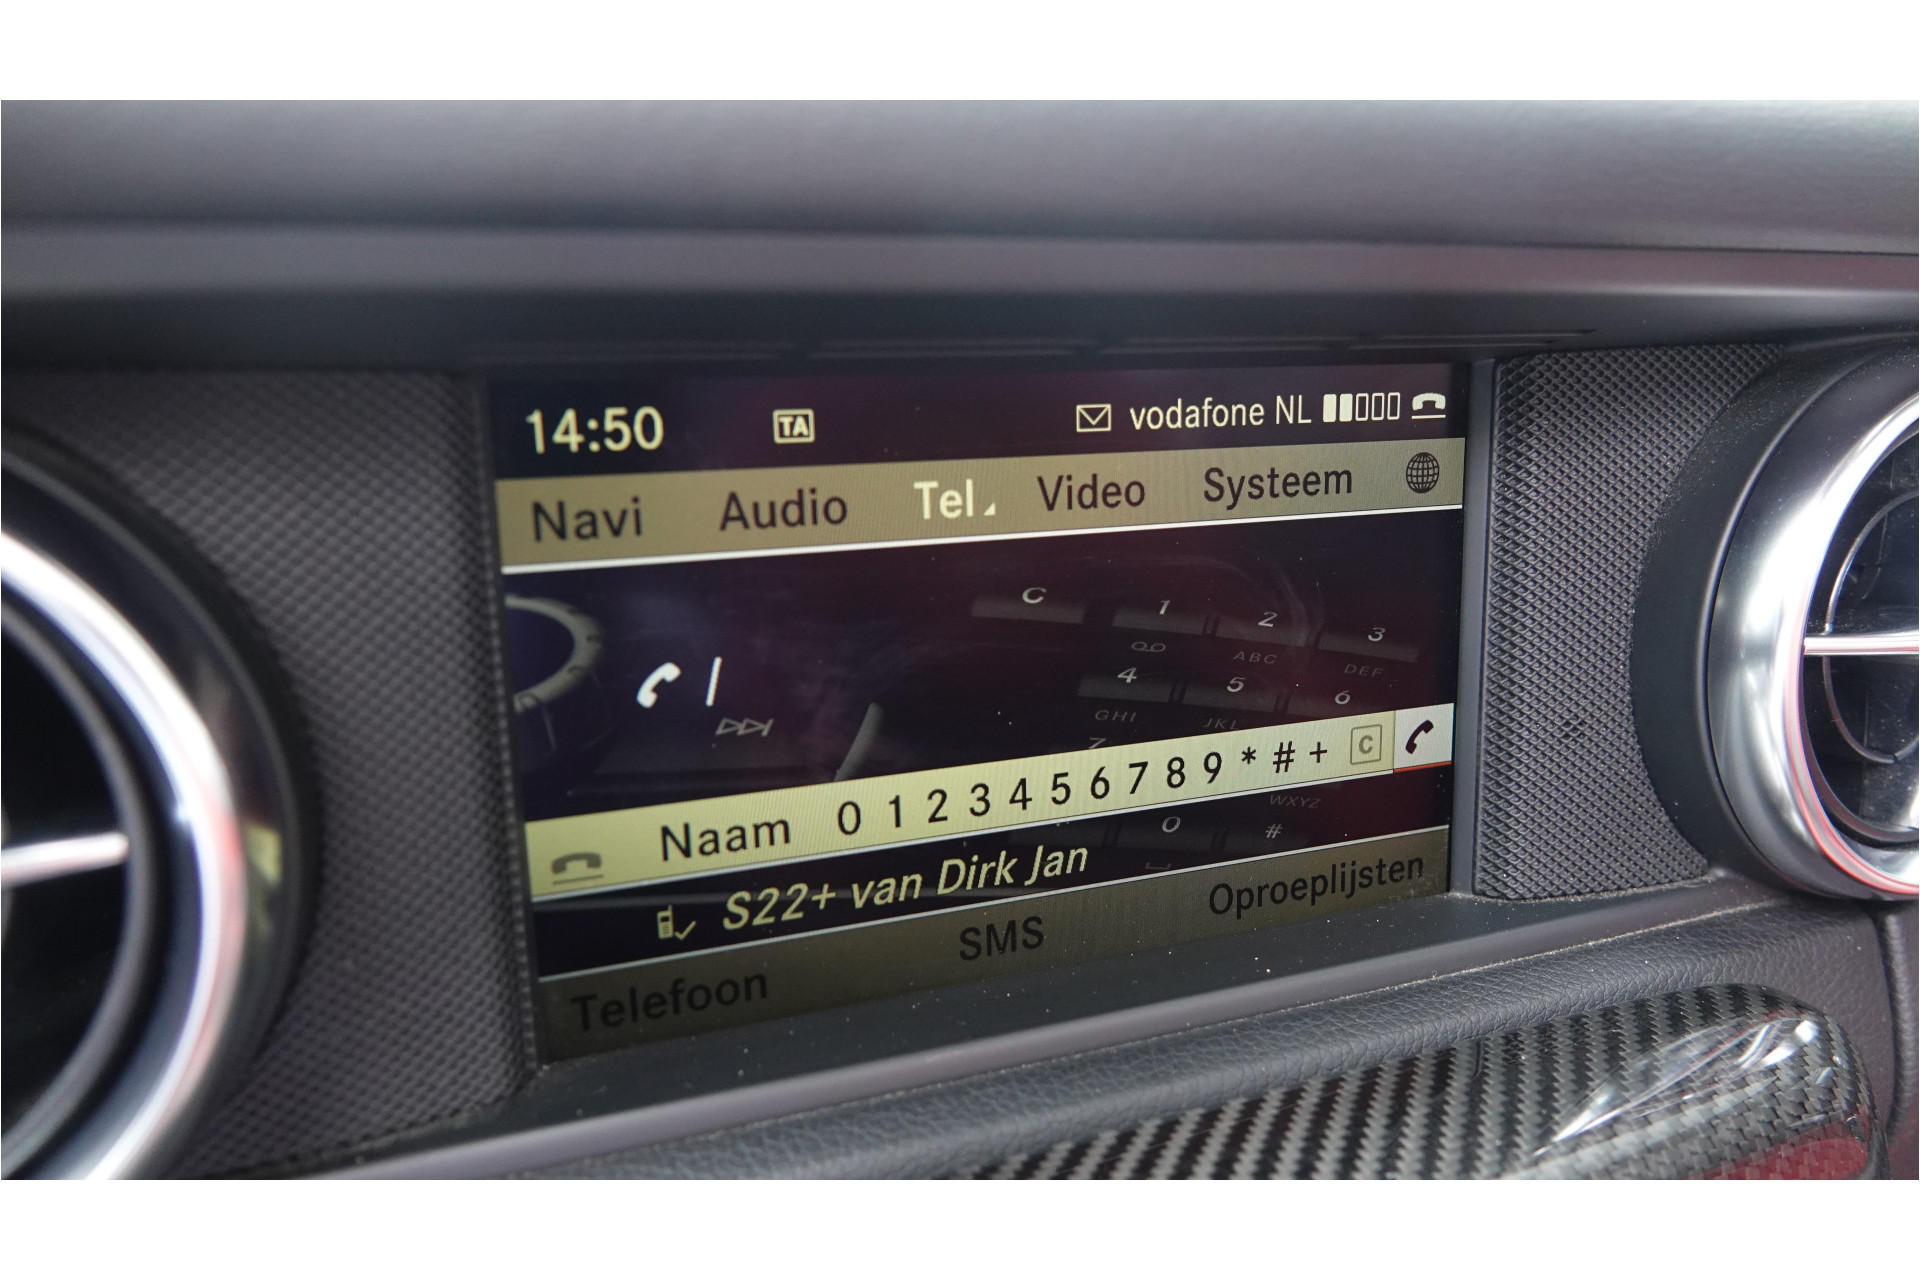 14:50 TA vodafone NL
Navi Audio Tel Video Systeem
C 1 2 3
ABC DEF
4 5 6
GHI JKL
7
Naam 0 1 2 3 4 5 6 7 8 9 * # + C
WXYZ
0 #
S22+ van Dirk Jan
Telefoon SMS Oproeplijsten